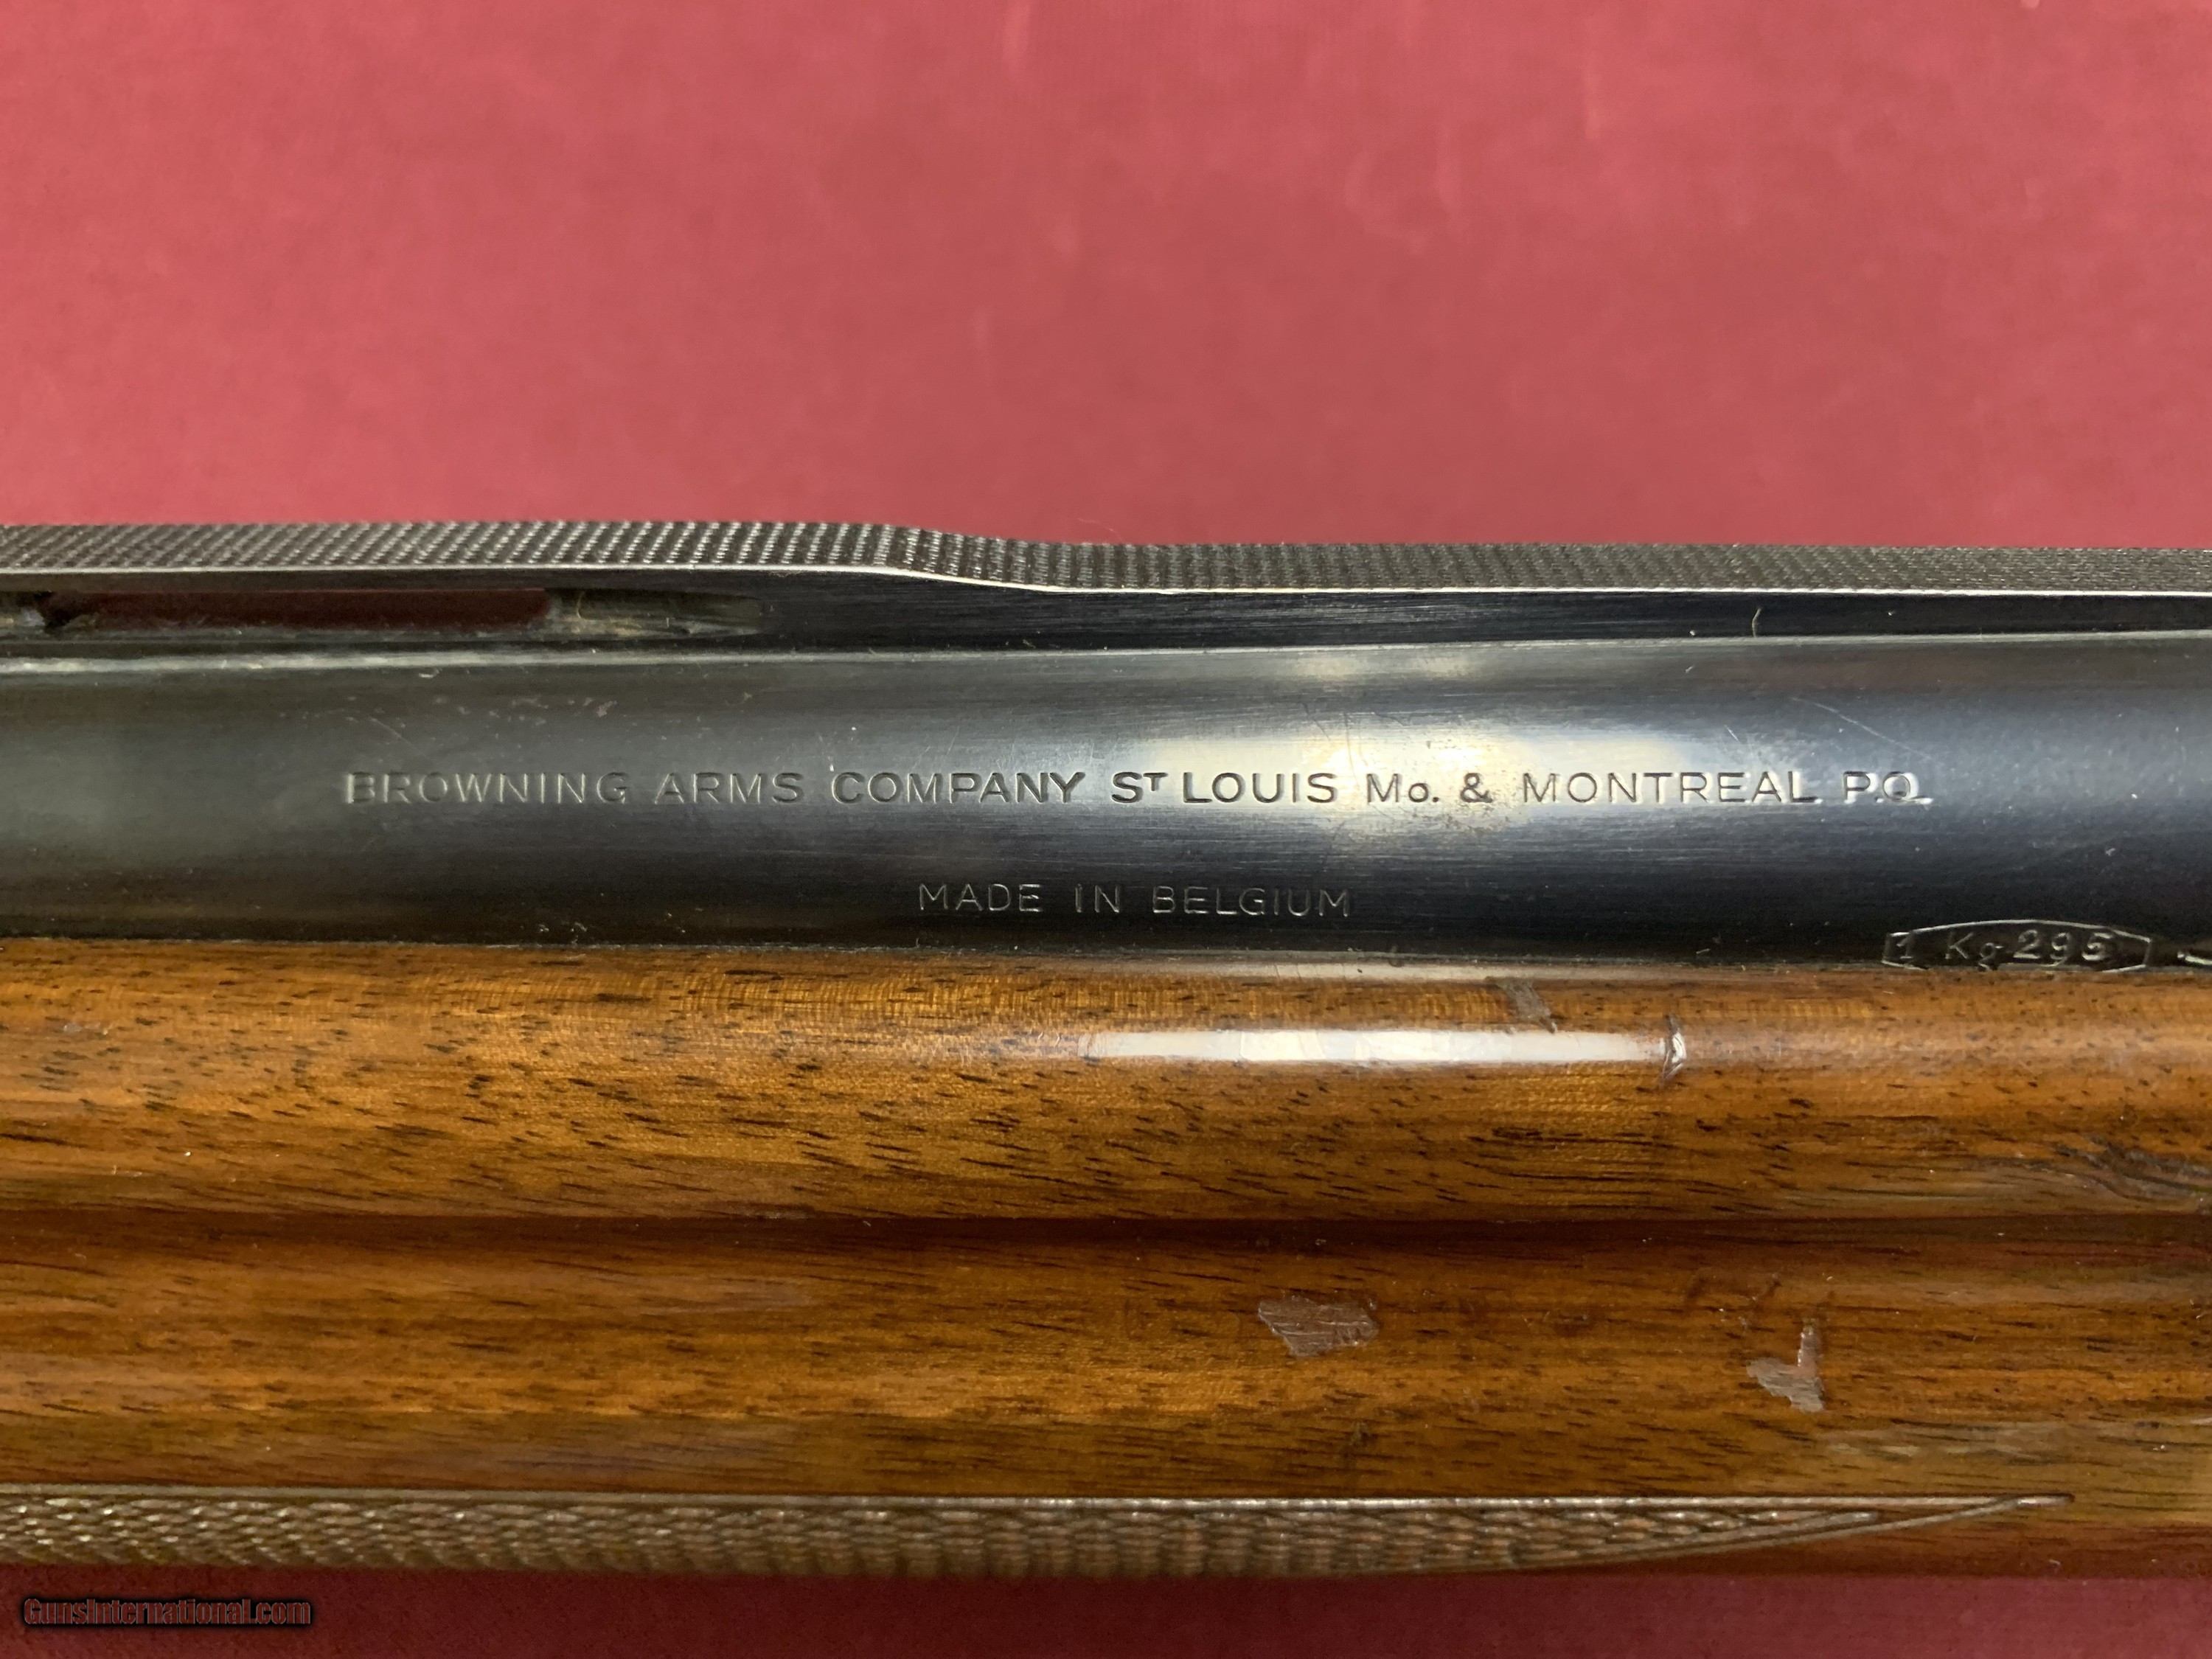 BROWNING ARMS COMPANY ST LOUIS Mo. & MONTREAL P.Q.
MADE IN BELGIUM
1 Kg 295
GunsInternational.com